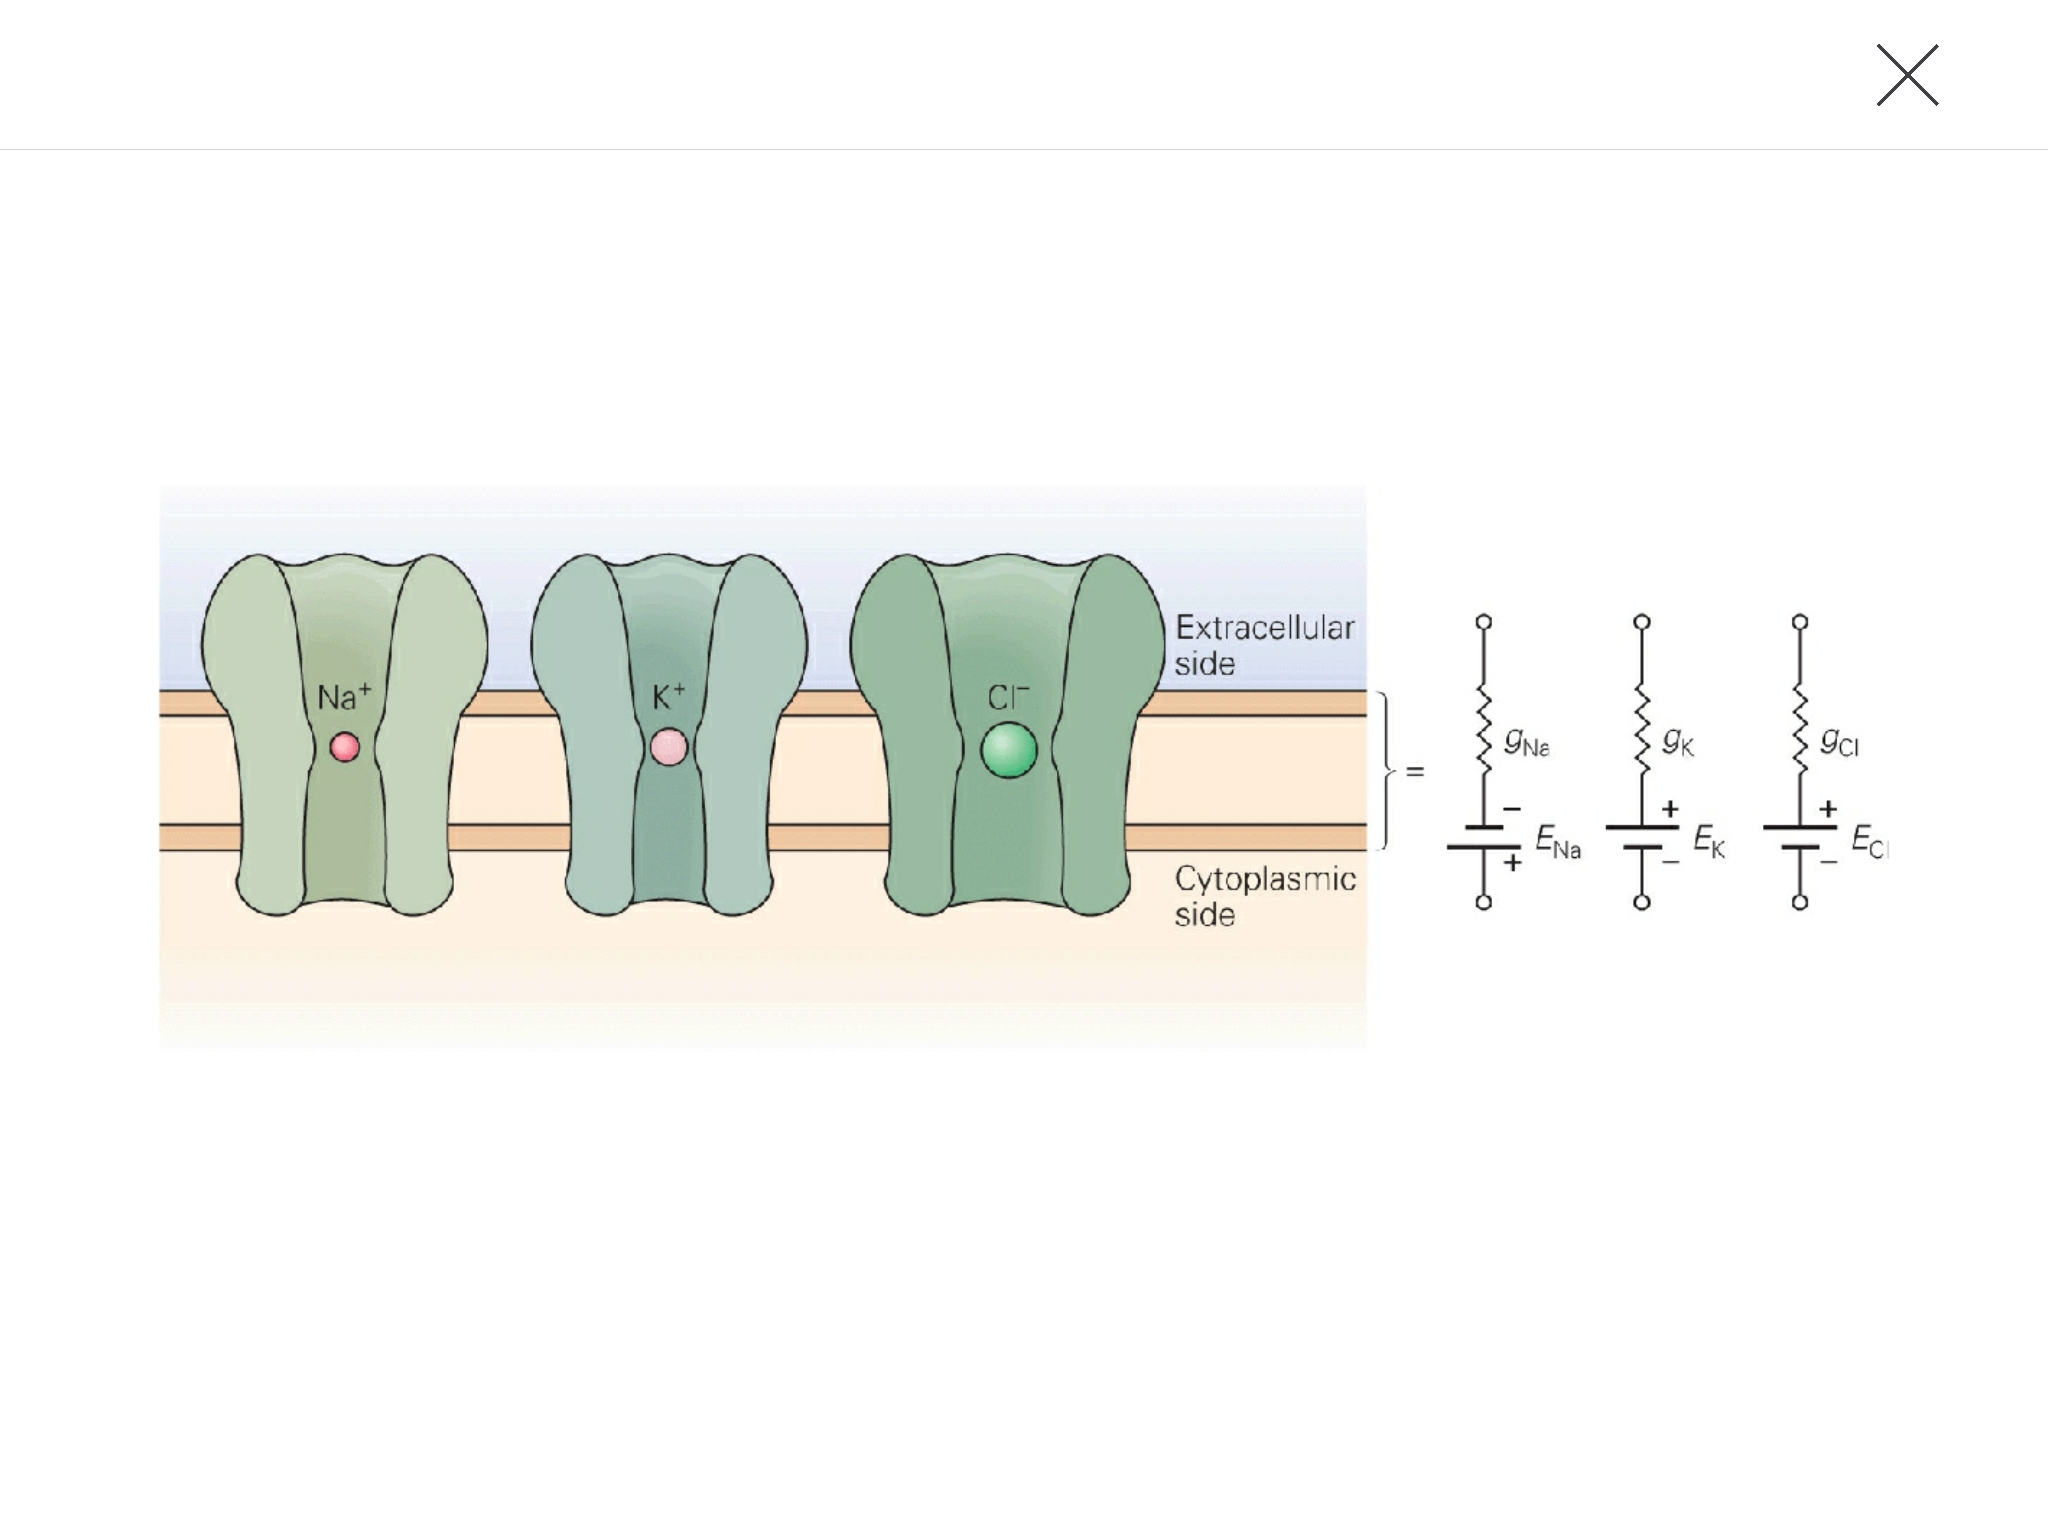 Na⁺
K⁺
Cl⁻
Extracellular
side
Cytoplasmic
side
=
gNa
gK
gCl
−
+
+
ENa
EK
ECl
+
−
−